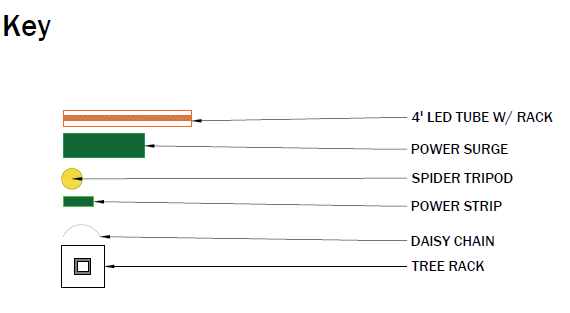 Key
4' LED TUBE W/ RACK
POWER SURGE
SPIDER TRIPOD
POWER STRIP
DAISY CHAIN
TREE RACK